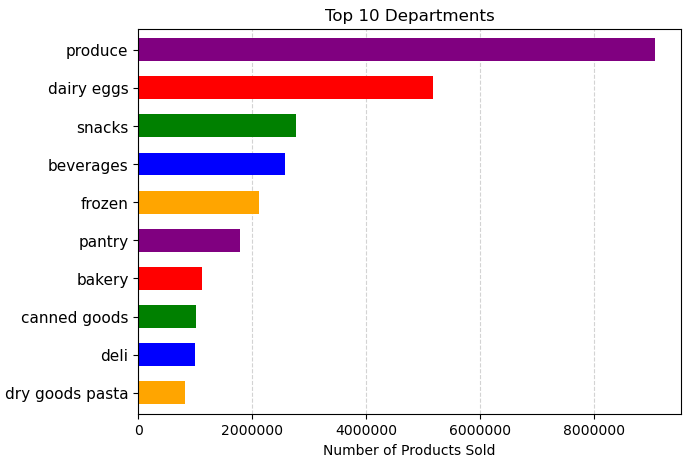 Top 10 Departments
produce
dairy eggs
snacks
beverages
frozen
pantry
bakery
canned goods
deli
dry goods pasta
0 2000000 4000000 6000000 8000000
Number of Products Sold